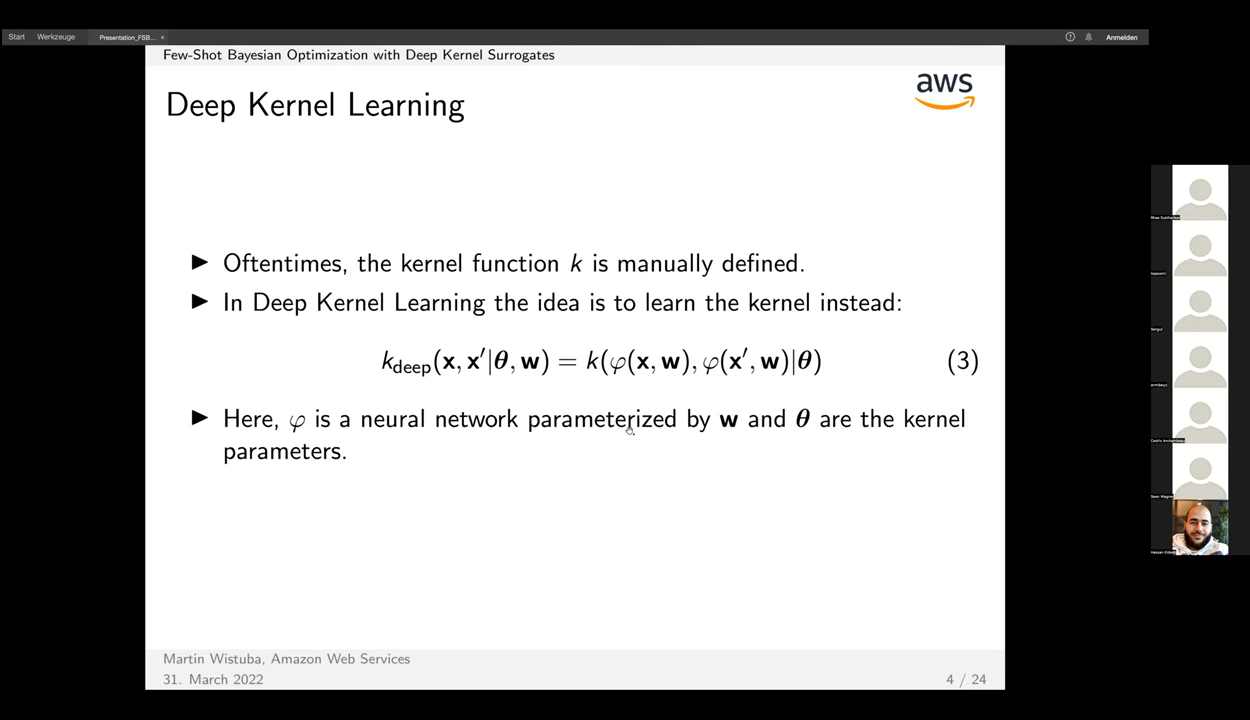 Start Werkzeuge Presentation_FSB... × Anmelden
Few-Shot Bayesian Optimization with Deep Kernel Surrogates
aws
Deep Kernel Learning
▶ Oftentimes, the kernel function k is manually defined.
▶ In Deep Kernel Learning the idea is to learn the kernel instead:
k_deep(x, x′|θ, w) = k(φ(x, w), φ(x′, w)|θ) (3)
▶ Here, φ is a neural network parameterized by w and θ are the kernel
parameters.
Martin Wistuba, Amazon Web Services
31. March 2022 4 / 24